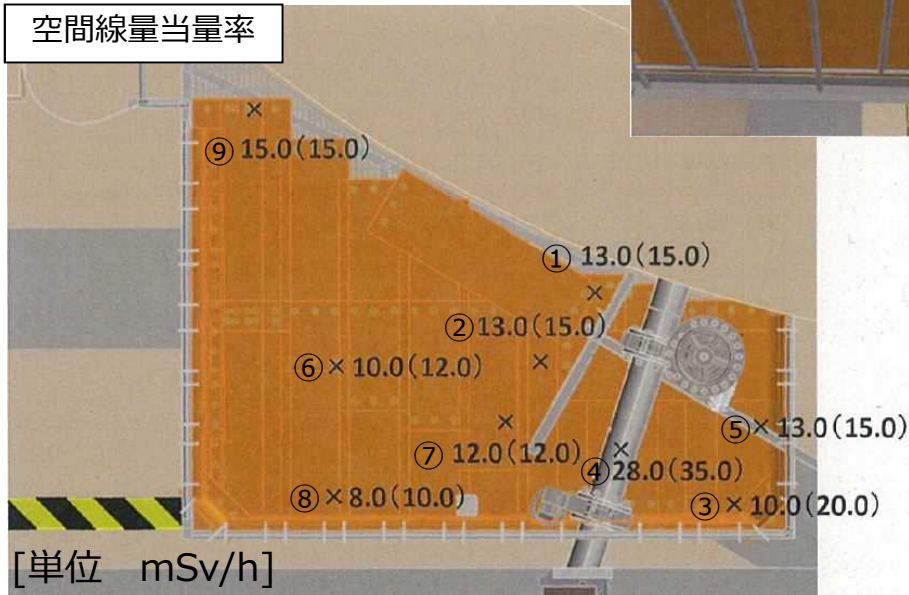 空間線量当量率
⑨ 15.0(15.0)
① 13.0(15.0)
② 13.0(15.0)
⑥ × 10.0(12.0)
⑤ × 13.0(15.0)
⑦ 12.0(12.0)
④ 28.0(35.0)
⑧ × 8.0(10.0)
③ × 10.0(20.0)
[単位 mSv/h]